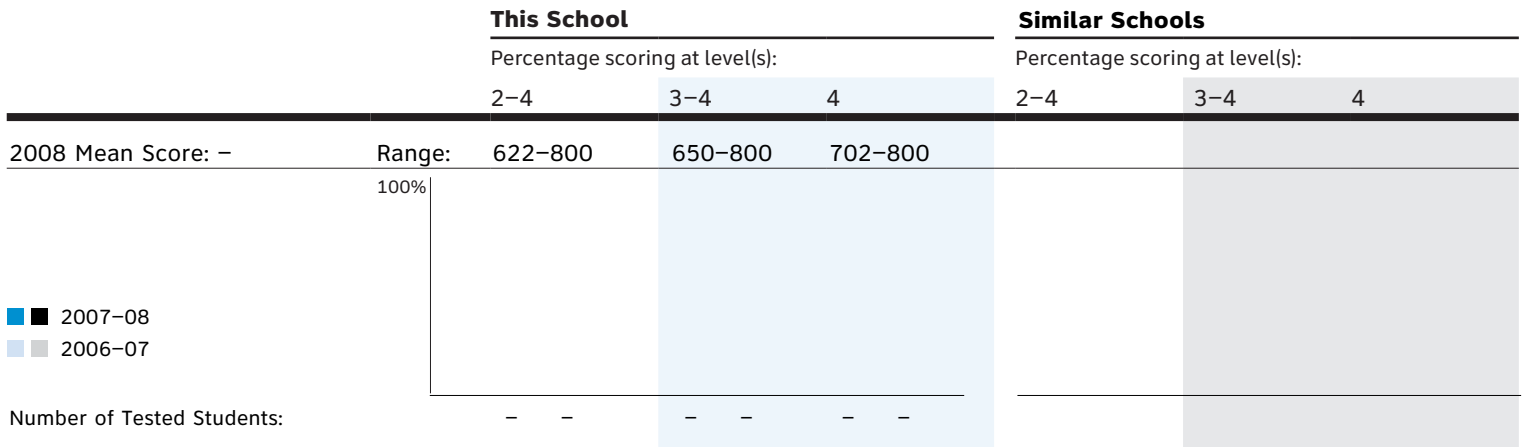 This School Similar Schools
Percentage scoring at level(s): Percentage scoring at level(s):
2–4 3–4 4 2–4 3–4 4
2008 Mean Score: – Range: 622–800 650–800 702–800
100%
2007–08
2006–07
Number of Tested Students: – – – – – –